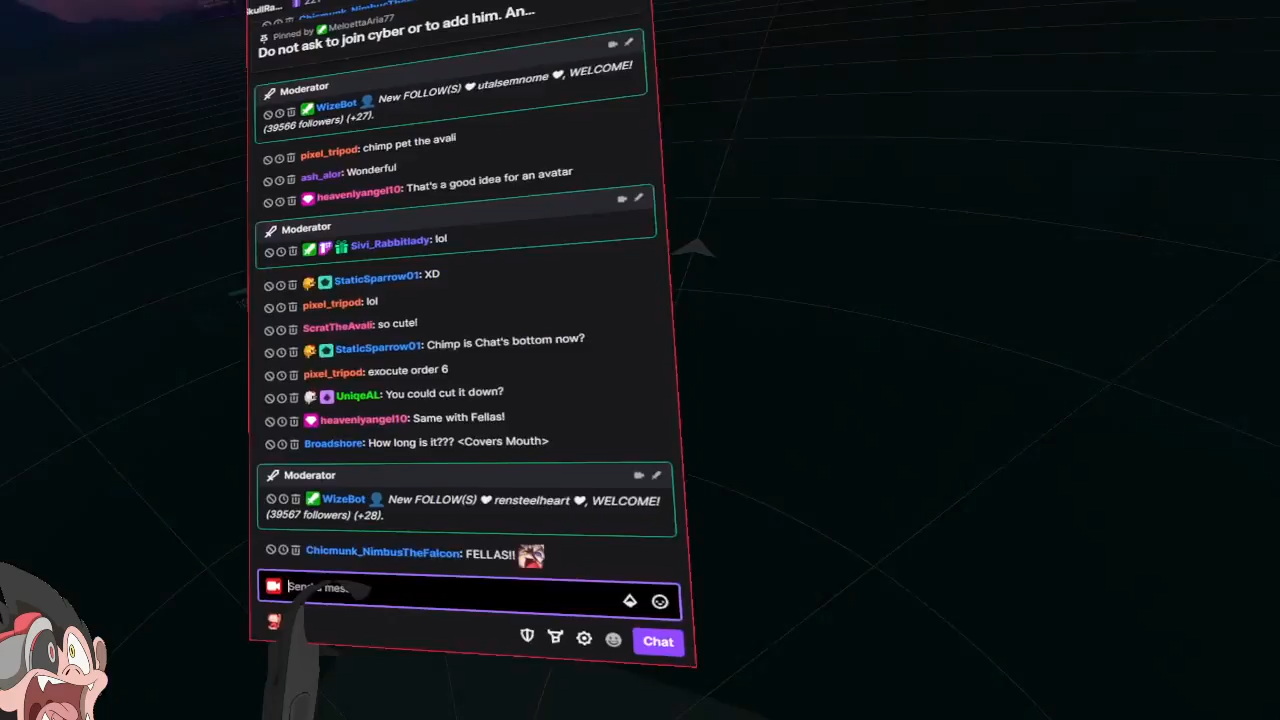 Pinned by MeloettaAria77
Do not ask to join cyber or to add him. An...
Moderator
WizeBot New FOLLOW(S) ❤ utalsemnome ❤, WELCOME!
(39566 followers) (+27).
pixel_tripod: chimp pet the avali
ash_alor: Wonderful
heavenlyangel10: That's a good idea for an avatar
Moderator
Sivi_Rabbitlady: lol
StaticSparrow01: XD
pixel_tripod: lol
ScratTheAvali: so cute!
StaticSparrow01: Chimp is Chat's bottom now?
pixel_tripod: exocute order 6
UniqeAL: You could cut it down?
heavenlyangel10: Same with Fellas!
Broadshore: How long is it??? <Covers Mouth>
Moderator
WizeBot New FOLLOW(S) ❤ rensteelheart ❤, WELCOME!
(39567 followers) (+28).
Chicmunk_NimbusTheFalcon: FELLAS!!
Send a mess
Chat